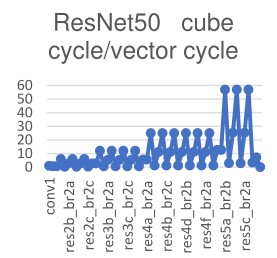 ResNet50 cube
cycle/vector cycle
60
50
40
30
20
10
0
conv1
res2b_br2a
res2c_br2c
res3b_br2a
res3c_br2c
res4a_br2a
res4b_br2c
res4d_br2b
res4f_br2a
res5a_br2b
res5c_br2a